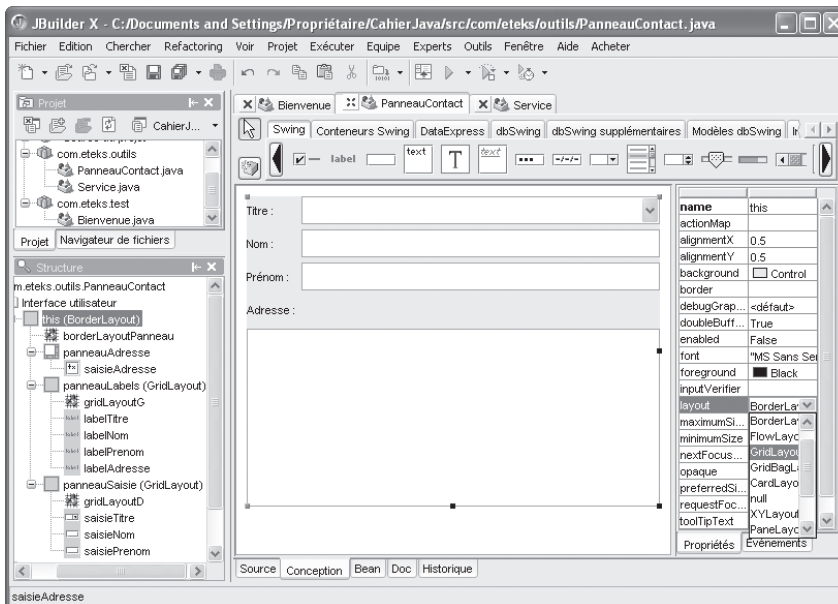 JBuilder X - C:/Documents and Settings/Propriétaire/CahierJava/src/com/eteks/outils/PanneauContact.java
Fichier Edition Chercher Refactoring Voir Projet Exécuter Equipe Experts Outils Fenêtre Aide Acheter
Projet
CahierJ...
com.eteks.outils
PanneauContact.java
Service.java
com.eteks.test
Bienvenue.java
Projet Navigateur de fichiers
Structure
m.eteks.outils.PanneauContact
Interface utilisateur
this (BorderLayout)
borderLayoutPanneau
panneauAdresse
saisieAdresse
panneauLabels (GridLayout)
gridLayoutG
labelTitre
labelNom
labelPrenom
labelAdresse
panneauSaisie (GridLayout)
gridLayoutD
saisieTitre
saisieNom
saisiePrenom
Bienvenue PanneauContact Service
Swing Conteneurs Swing DataExpress dbSwing dbSwing supplémentaires Modèles dbSwing
label text T text
Titre :
Nom :
Prénom :
Adresse :
name this
actionMap
alignmentX 0.5
alignmentY 0.5
background Control
border
debugGrap... <défaut>
doubleBuff... True
enabled False
font "MS Sans Ser
foreground Black
inputVerifier
layout BorderLa
maximumSi... BorderLa
minimumSize FlowLayo
nextFocus... GridLayou
opaque GridBagL
preferredSi... CardLayo
requestFoc... null
toolTipText XYLayout
PaneLayc
Propriétés Evénements
Source Conception Bean Doc Historique
saisieAdresse